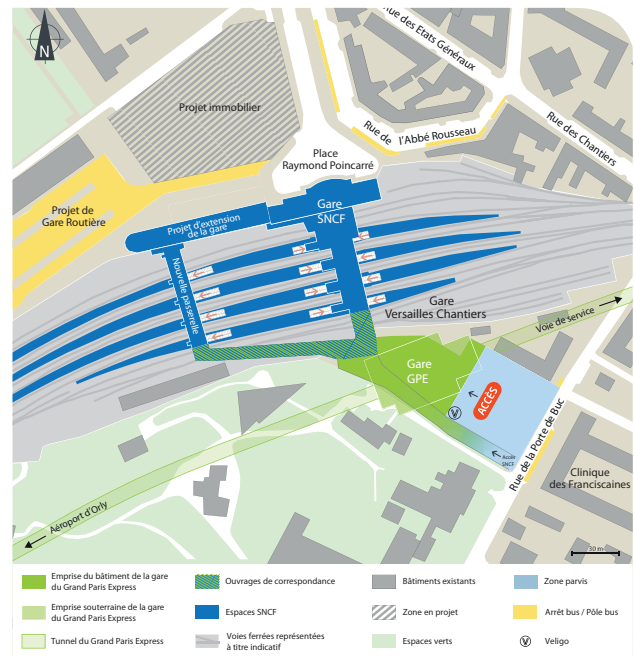 N
Rue des Etats Généraux
Projet immobilier
Rue de l'Abbé Rousseau
Rue des Chantiers
Place
Raymond Poincarré
Projet de
Gare Routière
Gare
SNCF
Projet d'extension
de la gare
Nouvelle passerelle
Gare
Versailles Chantiers
Voie de service
Gare
GPE
ACCÈS
V
Accès
SNCF
Rue de la Porte de Buc
Clinique
des Franciscaines
Aéroport d'Orly
30 m
Emprise du bâtiment de la gare
du Grand Paris Express
Ouvrages de correspondance
Bâtiments existants
Zone parvis
Emprise souterraine de la gare
du Grand Paris Express
Espaces SNCF
Zone en projet
Arrêt bus / Pôle bus
Tunnel du Grand Paris Express
Voies ferrées représentées
à titre indicatif
Espaces verts
V
Veligo